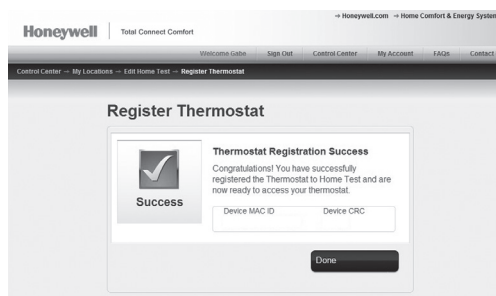 → Honeywell.com → Home Comfort & Energy System
Honeywell Total Connect Comfort
Welcome Gabe Sign Out Control Center My Account FAQs Contact
Control Center → My Locations → Edit Home Test → Register Thermostat
Register Thermostat
Thermostat Registration Success
Congratulations! You have successfully
registered the Thermostat to Home Test and are
now ready to access your thermostat.
Success
Device MAC ID Device CRC
Done